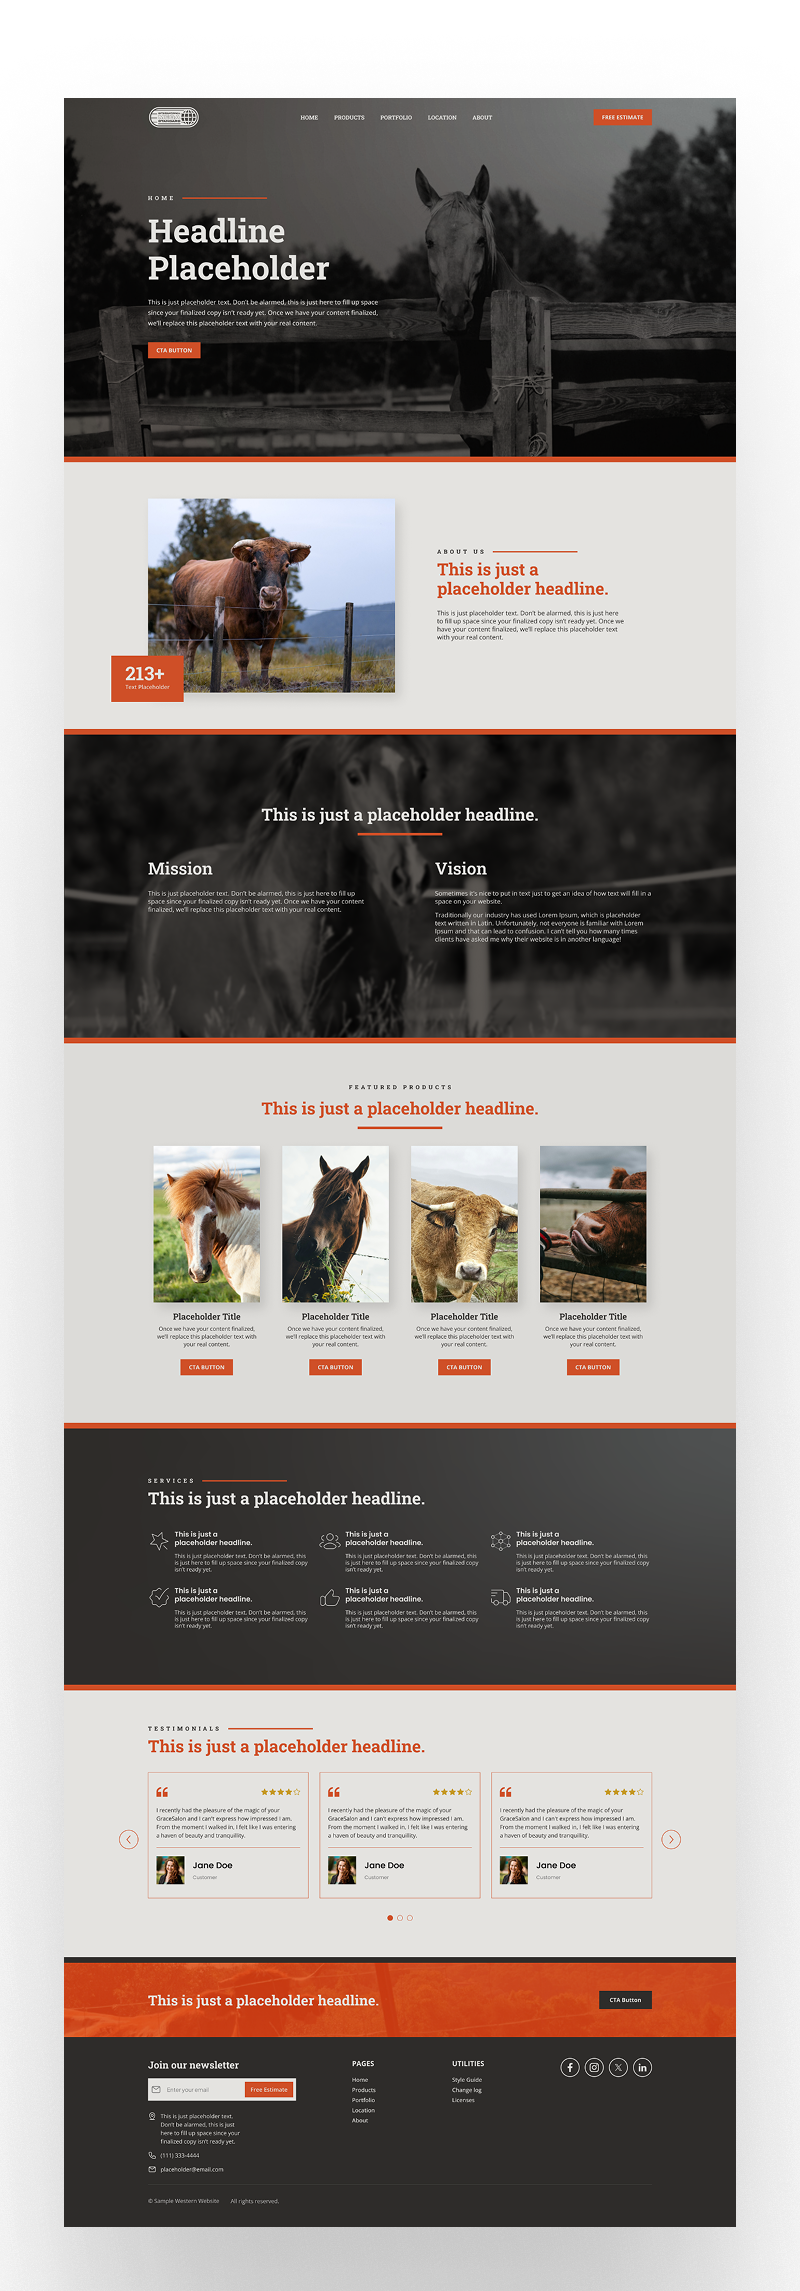 HOME PRODUCTS PORTFOLIO LOCATION ABOUT FREE ESTIMATE
HOME
Headline
Placeholder
This is just placeholder text. Don't be alarmed, this is just here to fill up space
since your finalized copy isn't ready yet. Once we have your content finalized,
we'll replace this placeholder text with your real content.
CTA BUTTON
213+
Text Placeholder
ABOUT US
This is just a
placeholder headline.
This is just placeholder text. Don't be alarmed, this is just here
to fill up space since your finalized copy isn't ready yet. Once we
have your content finalized, we'll replace this placeholder text
with your real content.
This is just a placeholder headline.
Mission
This is just placeholder text. Don't be alarmed, this is just here to fill up
space since your finalized copy isn't ready yet. Once we have your content
finalized, we'll replace this placeholder text with your real content.
Vision
Sometimes it's nice to put in text just to get an idea of how text will fill in a
space on your website.
Traditionally our industry has used Lorem Ipsum, which is placeholder
text written in Latin. Unfortunately, not everyone is familiar with Lorem
Ipsum and that can lead to confusion. I can't tell you how many times
clients have asked me why their website is in another language!
FEATURED PRODUCTS
This is just a placeholder headline.
Placeholder Title
Once we have your content finalized,
we'll replace this placeholder text with
your real content.
CTA BUTTON
Placeholder Title
Once we have your content finalized,
we'll replace this placeholder text with
your real content.
CTA BUTTON
Placeholder Title
Once we have your content finalized,
we'll replace this placeholder text with
your real content.
CTA BUTTON
Placeholder Title
Once we have your content finalized,
we'll replace this placeholder text with
your real content.
CTA BUTTON
SERVICES
This is just a placeholder headline.
This is just a
placeholder headline.
This is just placeholder text. Don't be alarmed, this
is just here to fill up space since your finalized copy
isn't ready yet.
This is just a
placeholder headline.
This is just placeholder text. Don't be alarmed, this
is just here to fill up space since your finalized copy
isn't ready yet.
This is just a
placeholder headline.
This is just placeholder text. Don't be alarmed, this
is just here to fill up space since your finalized copy
isn't ready yet.
This is just a
placeholder headline.
This is just placeholder text. Don't be alarmed, this
is just here to fill up space since your finalized copy
isn't ready yet.
This is just a
placeholder headline.
This is just placeholder text. Don't be alarmed, this
is just here to fill up space since your finalized copy
isn't ready yet.
This is just a
placeholder headline.
This is just placeholder text. Don't be alarmed, this
is just here to fill up space since your finalized copy
isn't ready yet.
TESTIMONIALS
This is just a placeholder headline.
I recently had the pleasure of the magic of your
GraceSalon and I can't express how impressed I am.
From the moment I walked in, I felt like I was entering
a haven of beauty and tranquility.
Jane Doe
Customer
I recently had the pleasure of the magic of your
GraceSalon and I can't express how impressed I am.
From the moment I walked in, I felt like I was entering
a haven of beauty and tranquility.
Jane Doe
Customer
I recently had the pleasure of the magic of your
GraceSalon and I can't express how impressed I am.
From the moment I walked in, I felt like I was entering
a haven of beauty and tranquility.
Jane Doe
Customer
This is just a placeholder headline.
CTA Button
Join our newsletter
Enter your email
Free Estimate
This is just placeholder text.
Don't be alarmed, this is just
here to fill up space since your
finalized copy isn't ready yet.
(111) 333-4444
placeholder@email.com
PAGES
Home
Products
Portfolio
Location
About
UTILITIES
Style Guide
Change log
Licenses
© Sample Western Website All rights reserved.